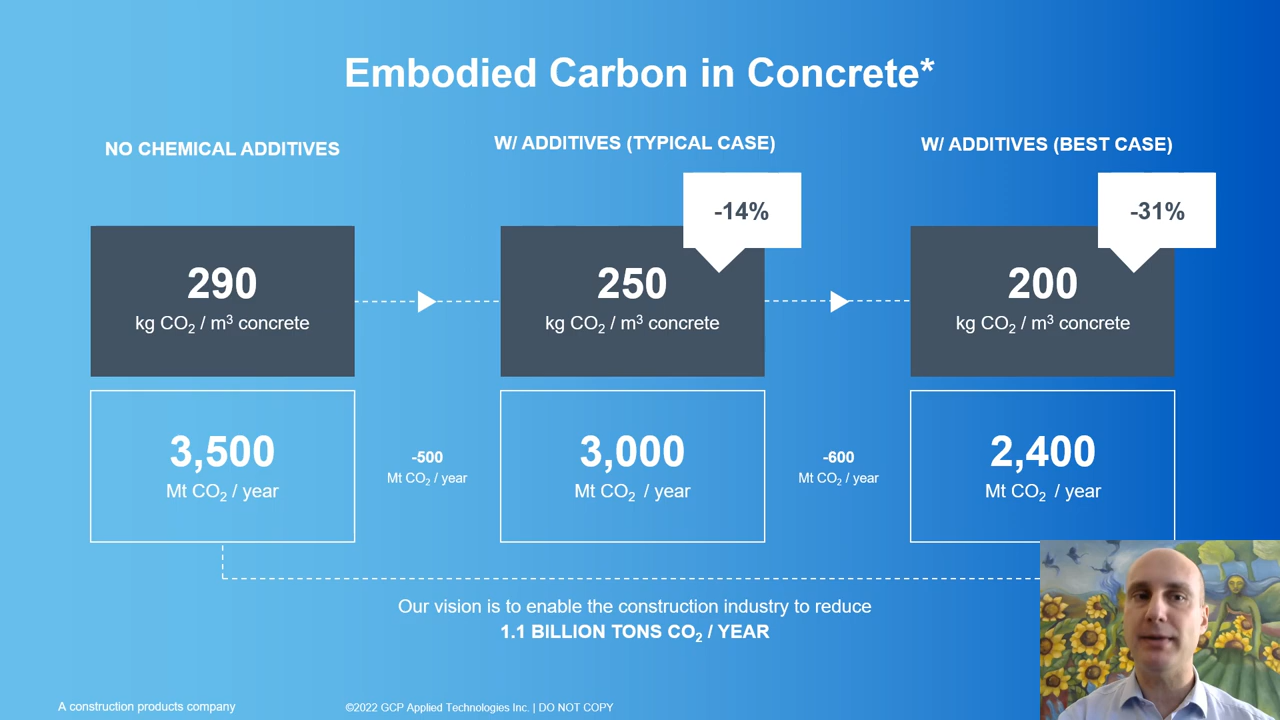 Embodied Carbon in Concrete*
NO CHEMICAL ADDITIVES
W/ ADDITIVES (TYPICAL CASE)
W/ ADDITIVES (BEST CASE)
-14%
-31%
290
kg CO₂ / m³ concrete
250
kg CO₂ / m³ concrete
200
kg CO₂ / m³ concrete
3,500
Mt CO₂ / year
-500
Mt CO₂ / year
3,000
Mt CO₂ / year
-600
Mt CO₂ / year
2,400
Mt CO₂ / year
Our vision is to enable the construction industry to reduce
1.1 BILLION TONS CO₂ / YEAR
A construction products company
©2022 GCP Applied Technologies Inc. | DO NOT COPY